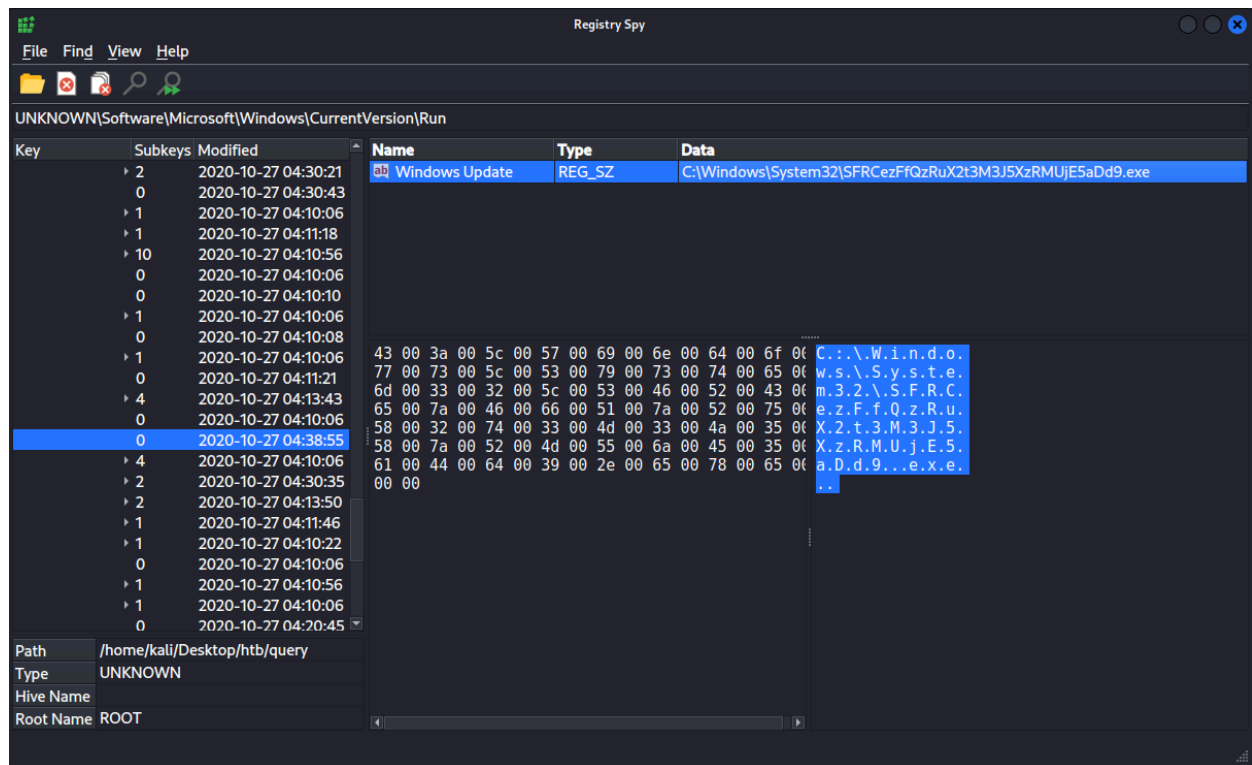 Registry Spy
File Find View Help
UNKNOWN\Software\Microsoft\Windows\CurrentVersion\Run
Key Subkeys Modified
2 2020-10-27 04:30:21
0 2020-10-27 04:30:43
1 2020-10-27 04:10:06
1 2020-10-27 04:11:18
10 2020-10-27 04:10:56
0 2020-10-27 04:10:06
0 2020-10-27 04:10:10
1 2020-10-27 04:10:06
0 2020-10-27 04:10:08
1 2020-10-27 04:10:06
0 2020-10-27 04:11:21
4 2020-10-27 04:13:43
0 2020-10-27 04:10:06
0 2020-10-27 04:38:55
4 2020-10-27 04:10:06
2 2020-10-27 04:30:35
2 2020-10-27 04:13:50
1 2020-10-27 04:11:46
1 2020-10-27 04:10:22
0 2020-10-27 04:10:06
1 2020-10-27 04:10:56
1 2020-10-27 04:10:06
0 2020-10-27 04:20:45
Path /home/kali/Desktop/htb/query
Type UNKNOWN
Hive Name
Root Name ROOT
Name Type Data
ab Windows Update REG_SZ C:\Windows\System32\SFRCezFfQzRuX2t3M3J5XzRMUjE5aDd9.exe
43 00 3a 00 5c 00 57 00 69 00 6e 00 64 00 6f 00 C.:.\.W.i.n.d.o.
77 00 73 00 5c 00 53 00 79 00 73 00 74 00 65 00 w.s.\.S.y.s.t.e.
6d 00 33 00 32 00 5c 00 53 00 46 00 52 00 43 00 m.3.2.\.S.F.R.C.
65 00 7a 00 46 00 66 00 51 00 7a 00 52 00 75 00 e.z.F.f.Q.z.R.u.
58 00 32 00 74 00 33 00 4d 00 33 00 4a 00 35 00 X.2.t.3.M.3.J.5.
58 00 7a 00 52 00 4d 00 55 00 6a 00 45 00 35 00 X.z.R.M.U.j.E.5.
61 00 44 00 64 00 39 00 2e 00 65 00 78 00 65 00 a.D.d.9...e.x.e.
00 00 ..